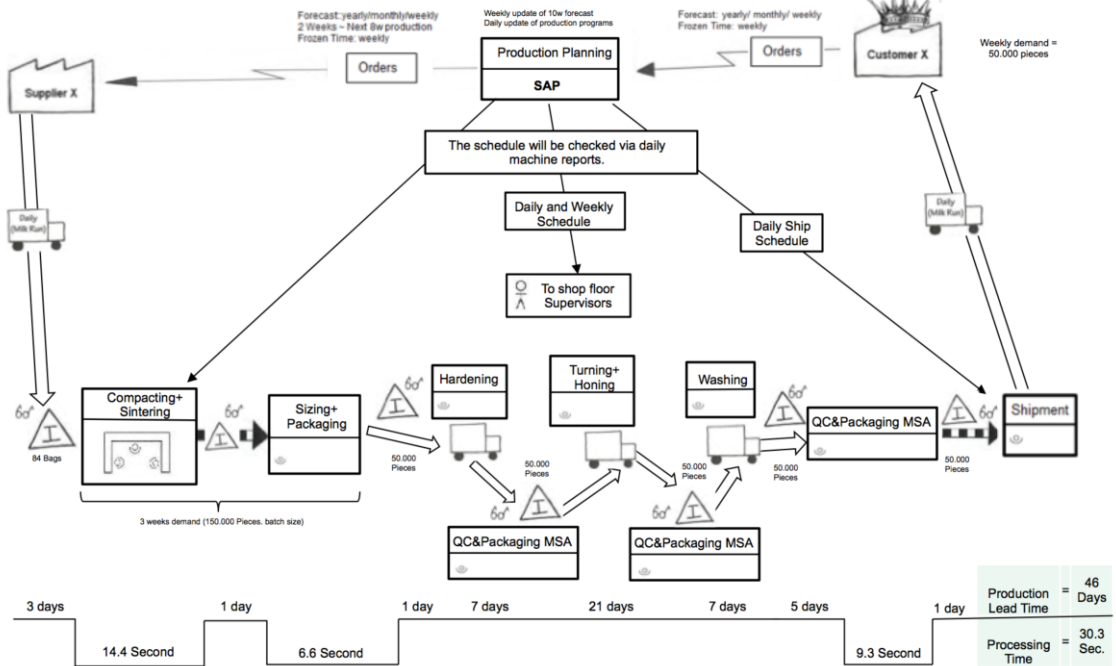 Forecast:yearly/monthly/weekly
2 Weeks – Next 8w production
Frozen Time: weekly
Weekly update of 10w forecast
Daily update of production programs
Forecast: yearly/ monthly/ weekly
Frozen Time: weekly
Weekly demand =
50.000 pieces
Supplier X
Orders
Production Planning
SAP
Orders
Customer X
The schedule will be checked via daily
machine reports.
Daily
(Milk Run)
Daily and Weekly
Schedule
Daily Ship
Schedule
Daily
(Milk Run)
To shop floor
Supervisors
I
84 Bags
Compacting+
Sintering
I
Sizing+
Packaging
I
Hardening
Turning+
Honing
Washing
I
QC&Packaging MSA
I
Shipment
50.000
Pieces
50.000
Pieces
50.000
Pieces
50.000
Pieces
50.000
Pieces
I
I
3 weeks demand (150.000 Pieces, batch size)
QC&Packaging MSA
QC&Packaging MSA
3 days
1 day
1 day
7 days
21 days
7 days
5 days
1 day
14.4 Second
6.6 Second
9.3 Second
Production
Lead Time
=
46
Days
Processing
Time
=
30.3
Sec.